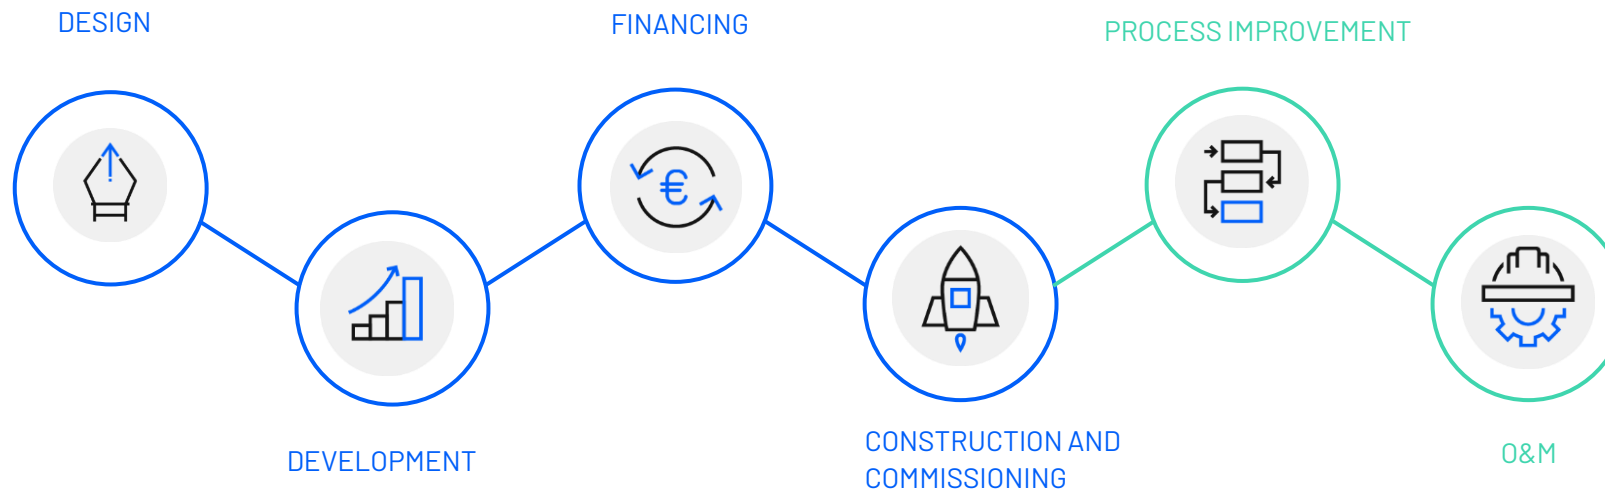 DESIGN
DEVELOPMENT
FINANCING
€
CONSTRUCTION AND
COMMISSIONING
PROCESS IMPROVEMENT
O&M